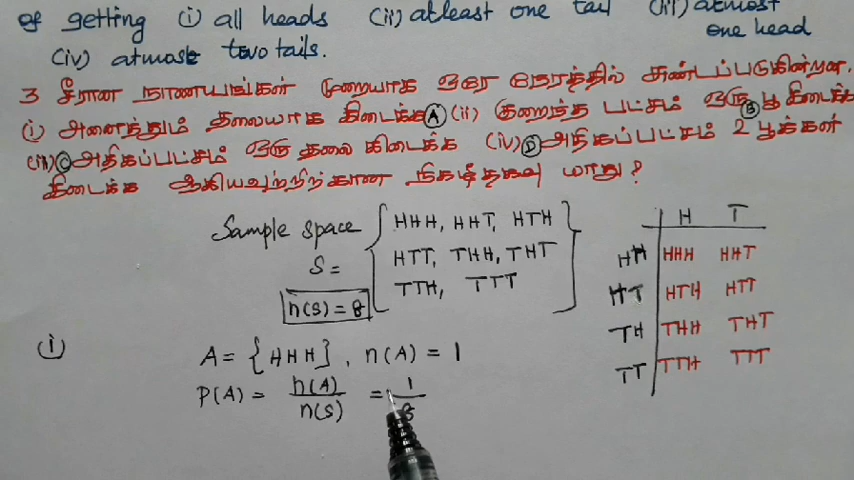 of getting (i) all heads (ii) atleast one tail (iii) atmost
one head
(iv) atmost two tails.
3 சீரான நாணயங்கள் முறையாக ஒரே நேரத்தில் சுண்டப்படுகின்றன.
(i) அனைத்தும் தலையாக கிடைக்க (A) (ii) குறைந்த பட்சம் ஒரு (B) பூ கிடைக்க
(iii) (C) அதிகப்பட்சம் ஒரு தலை கிடைக்க (iv) (D) அதிகப்பட்சம் 2 பூக்கள்
கிடைக்க ஆகியவற்றிற்கான நிகழ்தகவு யாது?
Sample space { HHH, HHT, HTH
S = HTT, THH, THT
n(S) = 8 TTH, TTT }
H T
HH HHH HHT
HT HTH HTT
TH THH THT
TT TTH TTT
(i) A = { HHH }, n(A) = 1
P(A) = n(A)/n(S) = 1/8